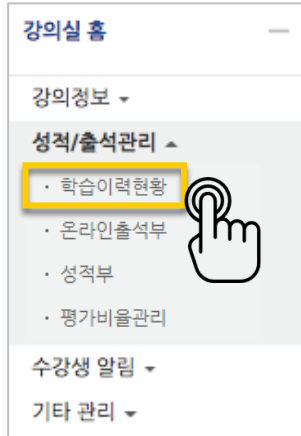 강의실 홈
강의정보
성적/출석관리
· 학습이력현황
· 온라인출석부
· 성적부
· 평가비율관리
수강생 알림
기타 관리